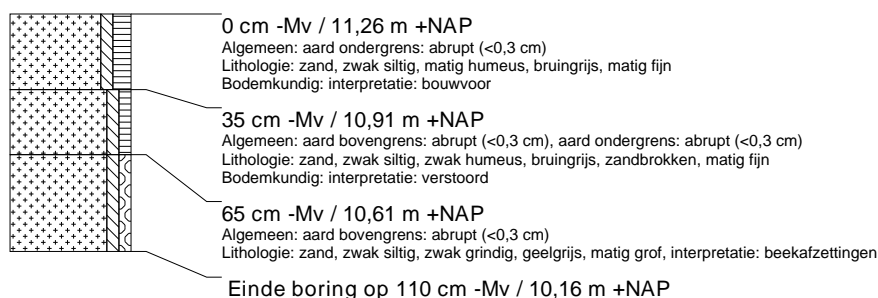 0 cm -Mv / 11,26 m +NAP
Algemeen: aard ondergrens: abrupt (<0,3 cm)
Lithologie: zand, zwak siltig, matig humeus, bruingrijs, matig fijn
Bodemkundig: interpretatie: bouwvoor
35 cm -Mv / 10,91 m +NAP
Algemeen: aard bovengrens: abrupt (<0,3 cm), aard ondergrens: abrupt (<0,3 cm)
Lithologie: zand, zwak siltig, zwak humeus, bruingrijs, zandbrokken, matig fijn
Bodemkundig: interpretatie: verstoord
65 cm -Mv / 10,61 m +NAP
Algemeen: aard bovengrens: abrupt (<0,3 cm)
Lithologie: zand, zwak siltig, zwak grindig, geelgrijs, matig grof, interpretatie: beekafzettingen
Einde boring op 110 cm -Mv / 10,16 m +NAP